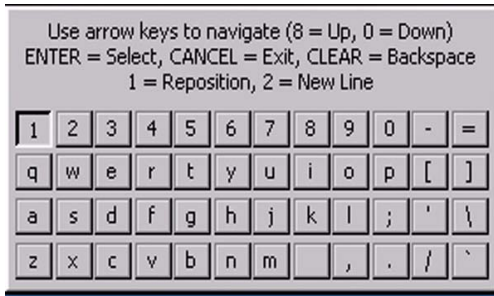 Use arrow keys to navigate (8 = Up, 0 = Down)
ENTER = Select, CANCEL = Exit, CLEAR = Backspace
1 = Reposition, 2 = New Line
1 2 3 4 5 6 7 8 9 0 - =
q w e r t y u i o p [ ]
a s d f g h j k l ; ' \
z x c v b n m , . / `